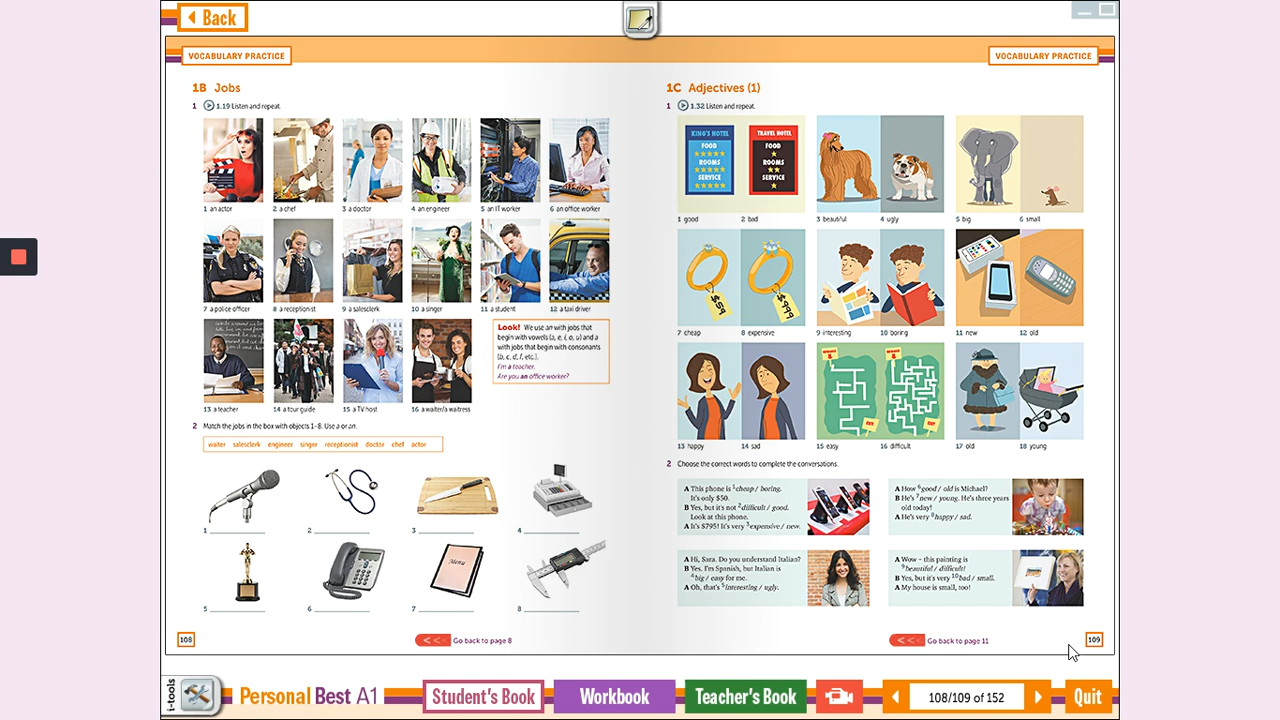 Back
VOCABULARY PRACTICE
VOCABULARY PRACTICE
1B Jobs
1 1.19 Listen and repeat.
1 an actor
2 a chef
3 a doctor
4 an engineer
5 an IT worker
6 an office worker
7 a police officer
8 a receptionist
9 a salesclerk
10 a singer
11 a student
12 a taxi driver
Look! We use an with jobs that
begin with vowels (a, e, i, o, u) and a
with jobs that begin with consonants
(b, c, d, f, etc.).
I'm a teacher.
Are you an office worker?
13 a teacher
14 a tour guide
15 a TV host
16 a waiter/a waitress
2 Match the jobs in the box with objects 1–8. Use a or an.
waiter salesclerk engineer singer receptionist doctor chef actor
1
2
3
4
Menu
5
6
7
8
108
Go back to page 8
1C Adjectives (1)
1 1.32 Listen and repeat.
KING'S HOTEL
FOOD
ROOMS
SERVICE
TRAVEL HOTEL
FOOD
ROOMS
SERVICE
1 good
2 bad
3 beautiful
4 ugly
5 big
6 small
7 cheap
8 expensive
9 interesting
10 boring
11 new
12 old
EXIT
EXIT
13 happy
14 sad
15 easy
16 difficult
17 old
18 young
2 Choose the correct words to complete the conversations.
A This phone is 1cheap / boring.
It's only $50.
B Yes, but it's not 2difficult / good.
Look at this phone.
A It's $795! It's very 3expensive / new.
A How 6good / old is Michael?
B He's 7new / young. He's three years
old today!
A He's very 8happy / sad.
A Hi, Sara. Do you understand Italian?
B Yes, I'm Spanish, but Italian is
4big / easy for me.
A Oh, that's 5interesting / ugly.
A Wow – this painting is
9beautiful / difficult!
B Yes, but it's very 10bad / small.
A My house is small, too!
Go back to page 11
109
i-tools
Personal Best A1
Student's Book
Workbook
Teacher's Book
108/109 of 152
Quit